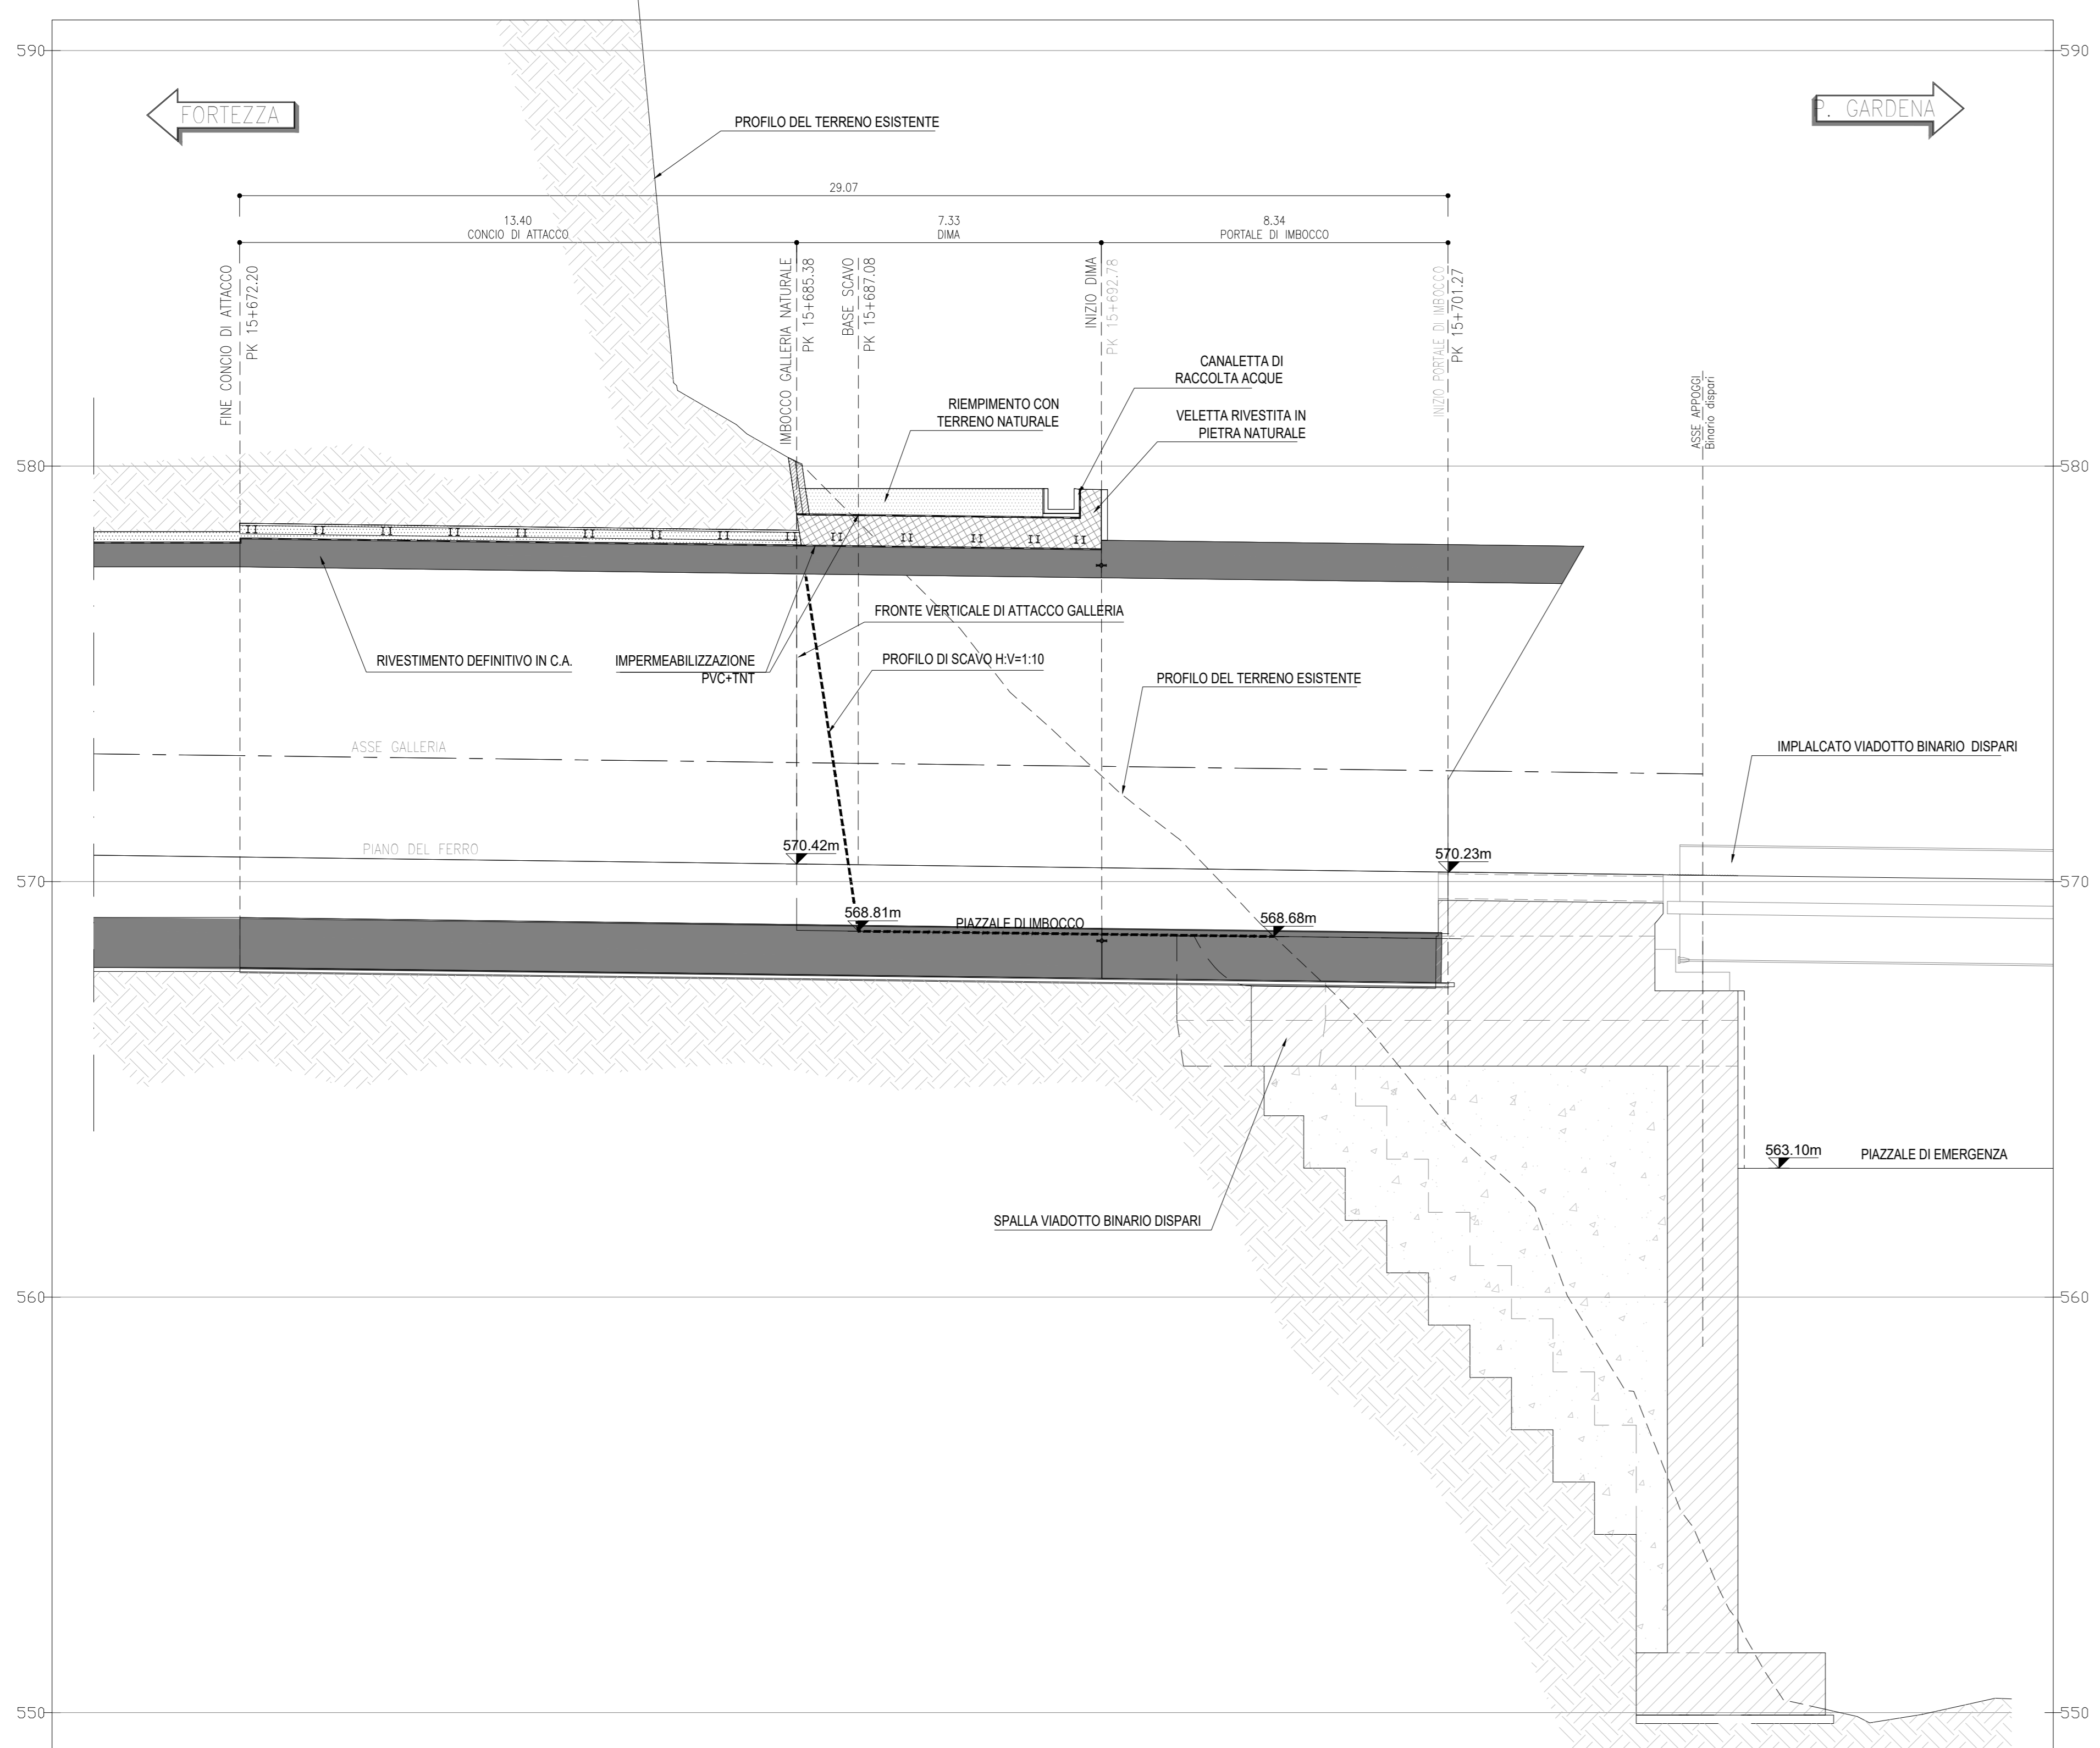 590
590
FORTEZZA
P. GARDENA
PROFILO DEL TERRENO ESISTENTE
29.07
13.40
CONCIO DI ATTACCO
7.33
DIMA
8.34
PORTALE DI IMBOCCO
FINE CONCIO DI ATTACCO
PK 15+672.20
IMBOCCO GALLERIA NATURALE
PK 15+685.38
BASE SCAVO
PK 15+687.08
INIZIO DIMA
PK 15+692.78
INIZIO PORTALE DI IMBOCCO
PK 15+701.27
ASSE APPOGGI
Binario dispari
CANALETTA DI
RACCOLTA ACQUE
RIEMPIMENTO CON
TERRENO NATURALE
VELETTA RIVESTITA IN
PIETRA NATURALE
580
580
FRONTE VERTICALE DI ATTACCO GALLERIA
RIVESTIMENTO DEFINITIVO IN C.A.
IMPERMEABILIZZAZIONE
PVC+TNT
PROFILO DI SCAVO H:V=1:10
PROFILO DEL TERRENO ESISTENTE
ASSE GALLERIA
IMPLALCATO VIADOTTO BINARIO DISPARI
PIANO DEL FERRO
570.42m
570.23m
570
570
568.81m
PIAZZALE DI IMBOCCO
568.68m
563.10m
PIAZZALE DI EMERGENZA
SPALLA VIADOTTO BINARIO DISPARI
560
560
550
550